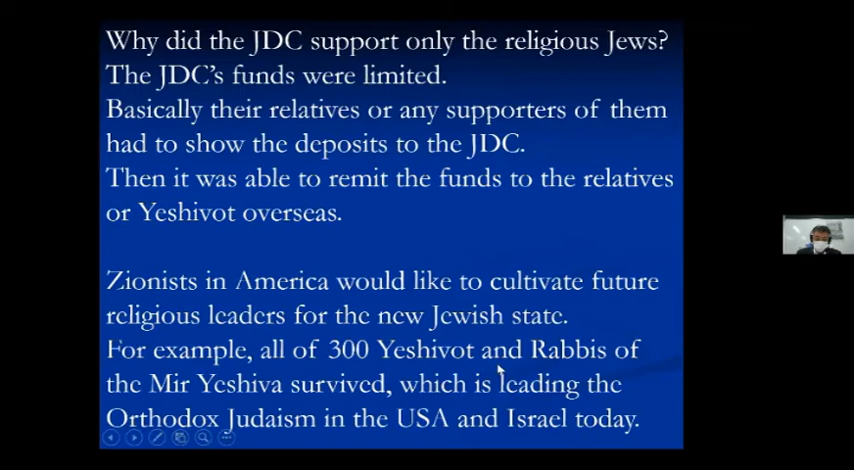 Why did the JDC support only the religious Jews?
The JDC's funds were limited.
Basically their relatives or any supporters of them
had to show the deposits to the JDC.
Then it was able to remit the funds to the relatives
or Yeshivot overseas.
Zionists in America would like to cultivate future
religious leaders for the new Jewish state.
For example, all of 300 Yeshivot and Rabbis of
the Mir Yeshiva survived, which is leading the
Orthodox Judaism in the USA and Israel today.